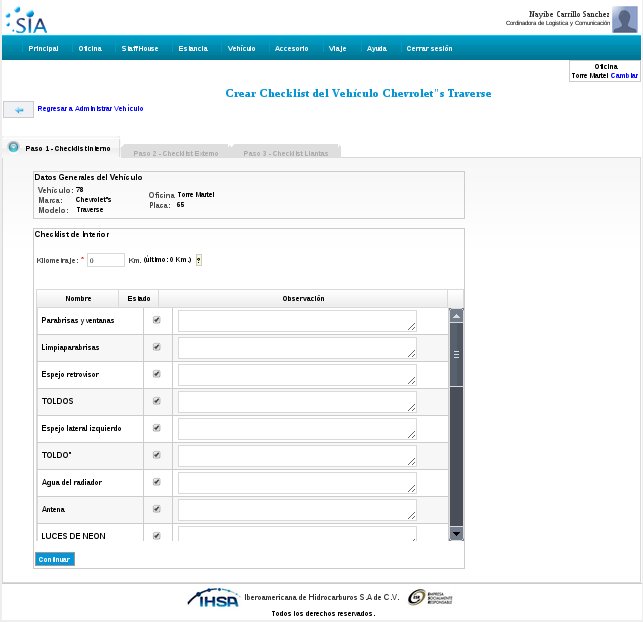 SIA
Nayibe Carrillo Sanchez
Cordinadora de Logistica y Comunicación
Principal Oficina StaffHouse Estancia Vehículo Accesorio Viaje Ayuda Cerrar sesión
Oficina
Torre Martel Cambiar
Crear Checklist del Vehículo Chevrolet"s Traverse
Regresar a Administrar Vehículo
Paso 1 - Checklist Interno Paso 2 - Checklist Externo Paso 3 - Checklist Llantas
Datos Generales del Vehículo
Vehículo: 78 Oficina Torre Martel
Marca: Chevrolet"s Placa: 65
Modelo: Traverse
Checklist de Interior
Kilometraje: * 0 Km. (último: 0 Km.) ?
Nombre Estado Observación
Parabrisas y ventanas
Limpiaparabrisas
Espejo retrovisor
TOLDOS
Espejo lateral izquierdo
TOLDO"
Agua del radiador
Antena
LUCES DE NEON
Continuar
IHSA Iberoamericana de Hidrocarburos S.A de C.V. ESR EMPRESA SOCIALMENTE RESPONSABLE
Todos los derechos reservados.